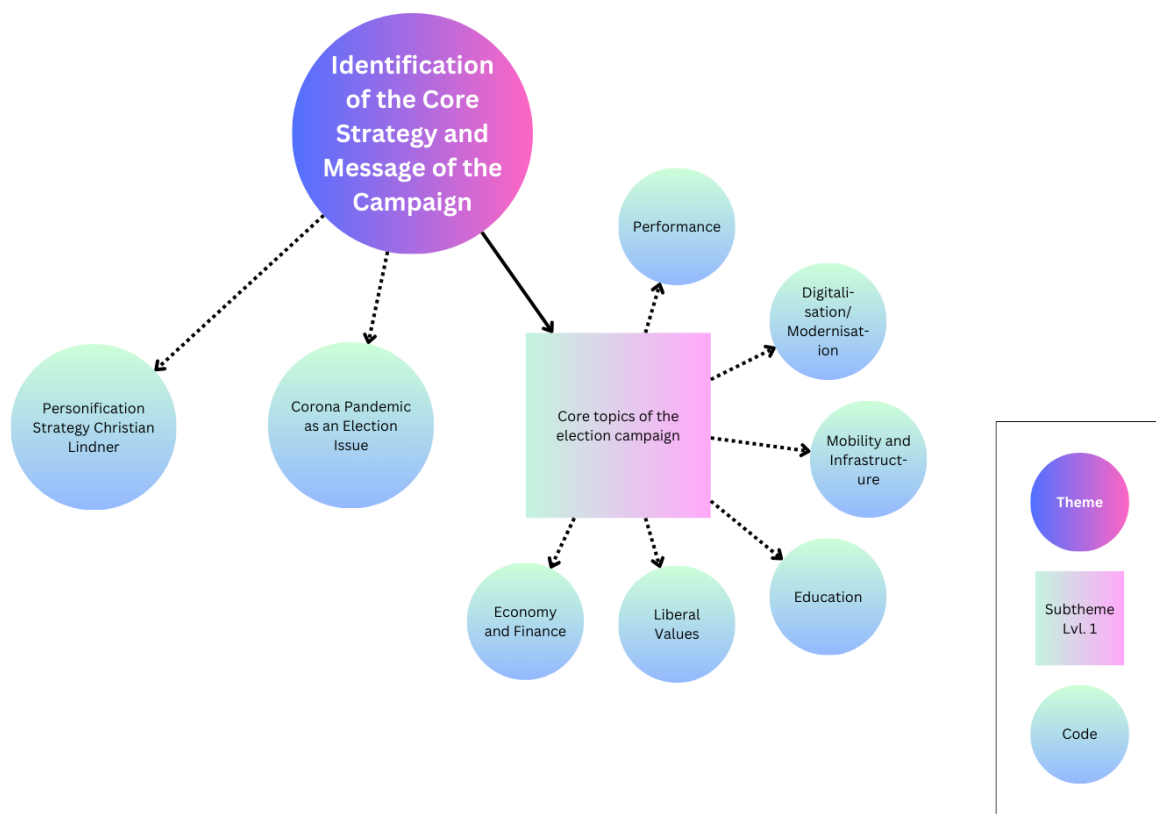 Identification
of the Core
Strategy and
Message of the
Campaign
Performance
Digitali-
sation/
Modernisat-
ion
Personification
Strategy Christian
Lindner
Corona Pandemic
as an Election
Issue
Core topics of the
election campaign
Mobility and
Infrastruct-
ure
Education
Economy
and Finance
Liberal
Values
Theme
Subtheme
Lvl. 1
Code